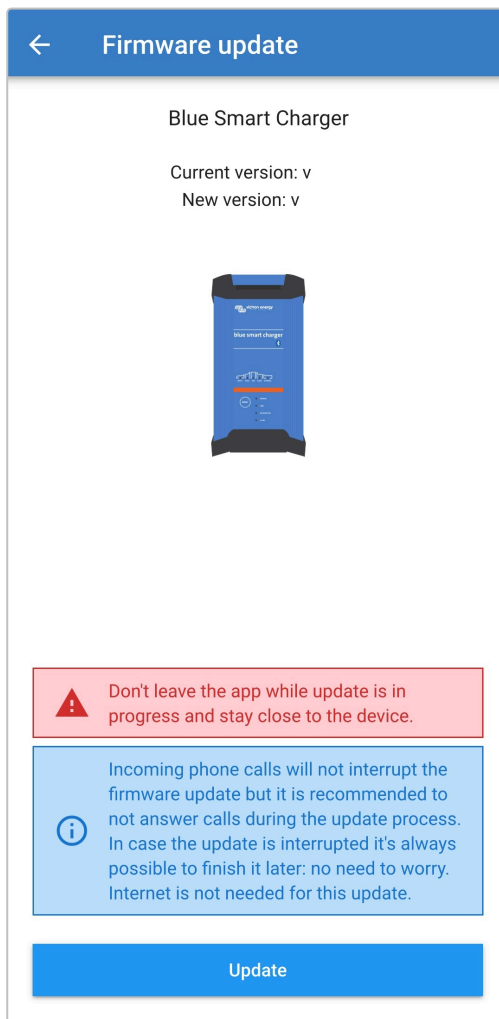 Firmware update
Blue Smart Charger
Current version: v
New version: v
victron energy
blue smart charger
Don't leave the app while update is in
progress and stay close to the device.
Incoming phone calls will not interrupt the
firmware update but it is recommended to
not answer calls during the update process.
In case the update is interrupted it's always
possible to finish it later: no need to worry.
Internet is not needed for this update.
Update